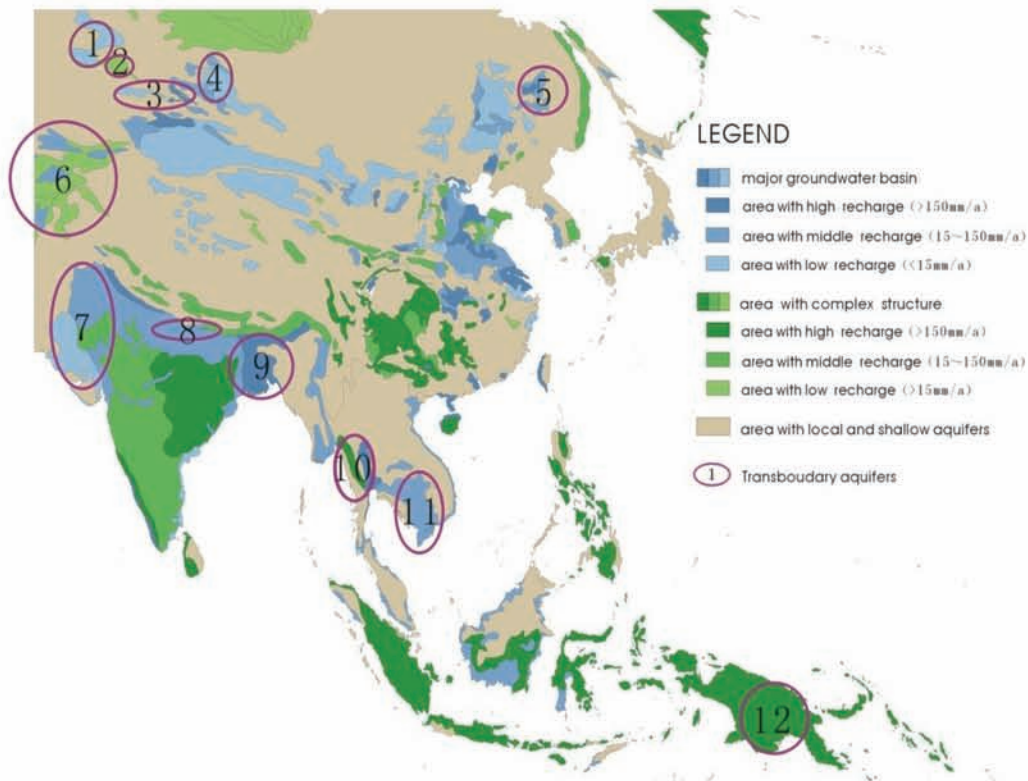 1
2
3
4
5
6
7
8
9
10
11
12
LEGEND
major groundwater basin
area with high recharge (>150mm/a)
area with middle recharge (15~150mm/a)
area with low recharge (<15mm/a)
area with complex structure
area with high recharge (>150mm/a)
area with middle recharge (15~150mm/a)
area with low recharge (>15mm/a)
area with local and shallow aquifers
1 Transboudary aquifers